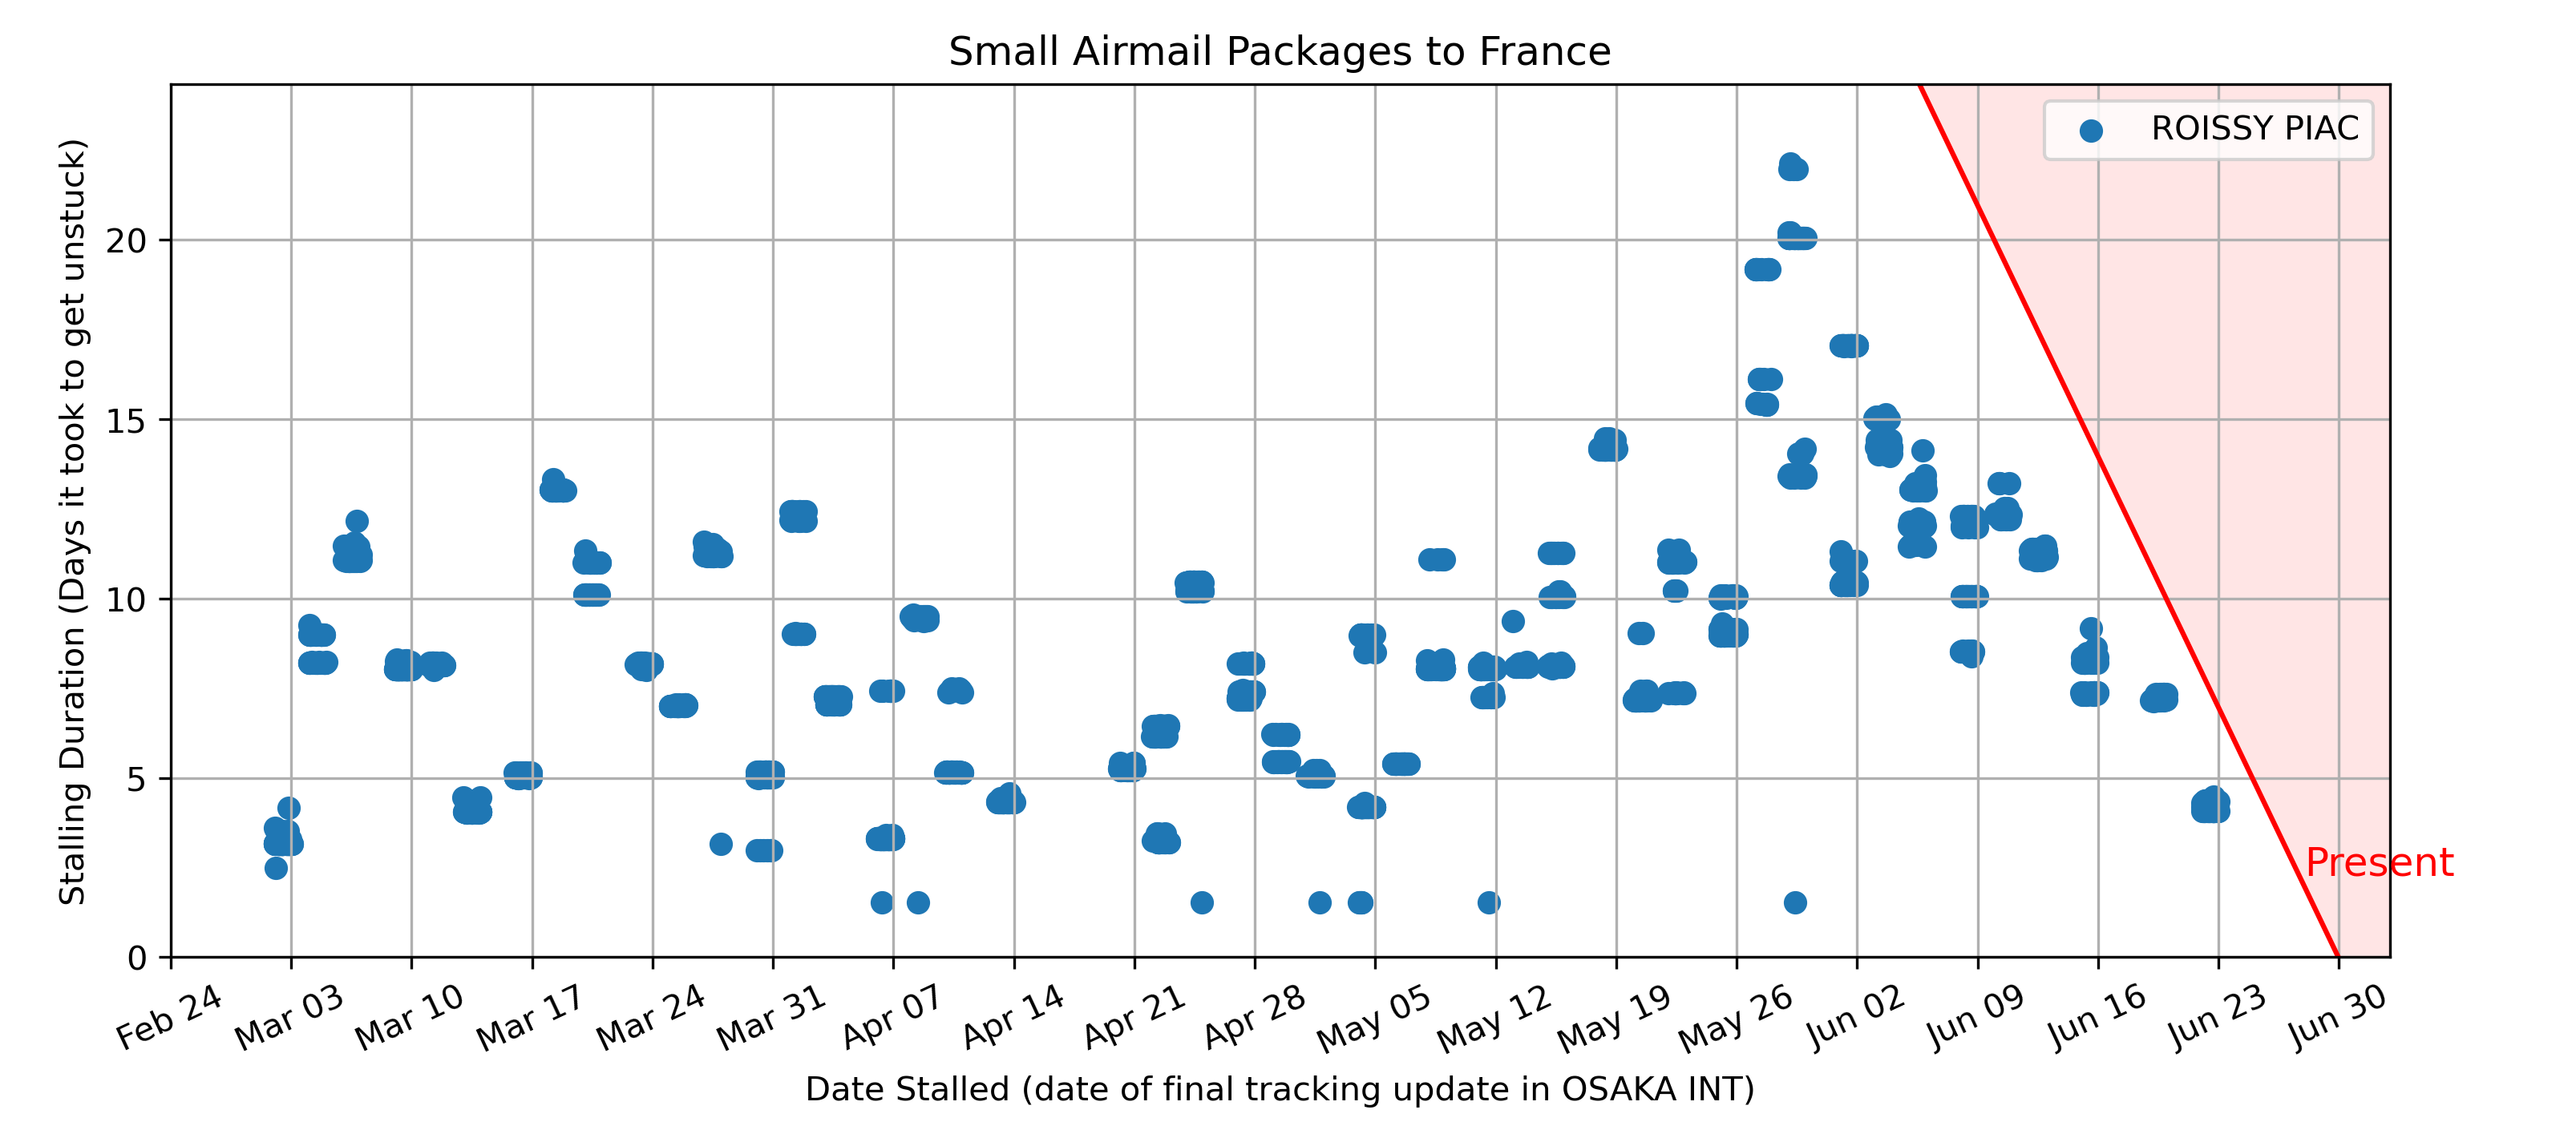 Small Airmail Packages to France
ROISSY PIAC
Stalling Duration (Days it took to get unstuck)
20
15
10
5
0
Present
Feb 24
Mar 03
Mar 10
Mar 17
Mar 24
Mar 31
Apr 07
Apr 14
Apr 21
Apr 28
May 05
May 12
May 19
May 26
Jun 02
Jun 09
Jun 16
Jun 23
Jun 30
Date Stalled (date of final tracking update in OSAKA INT)